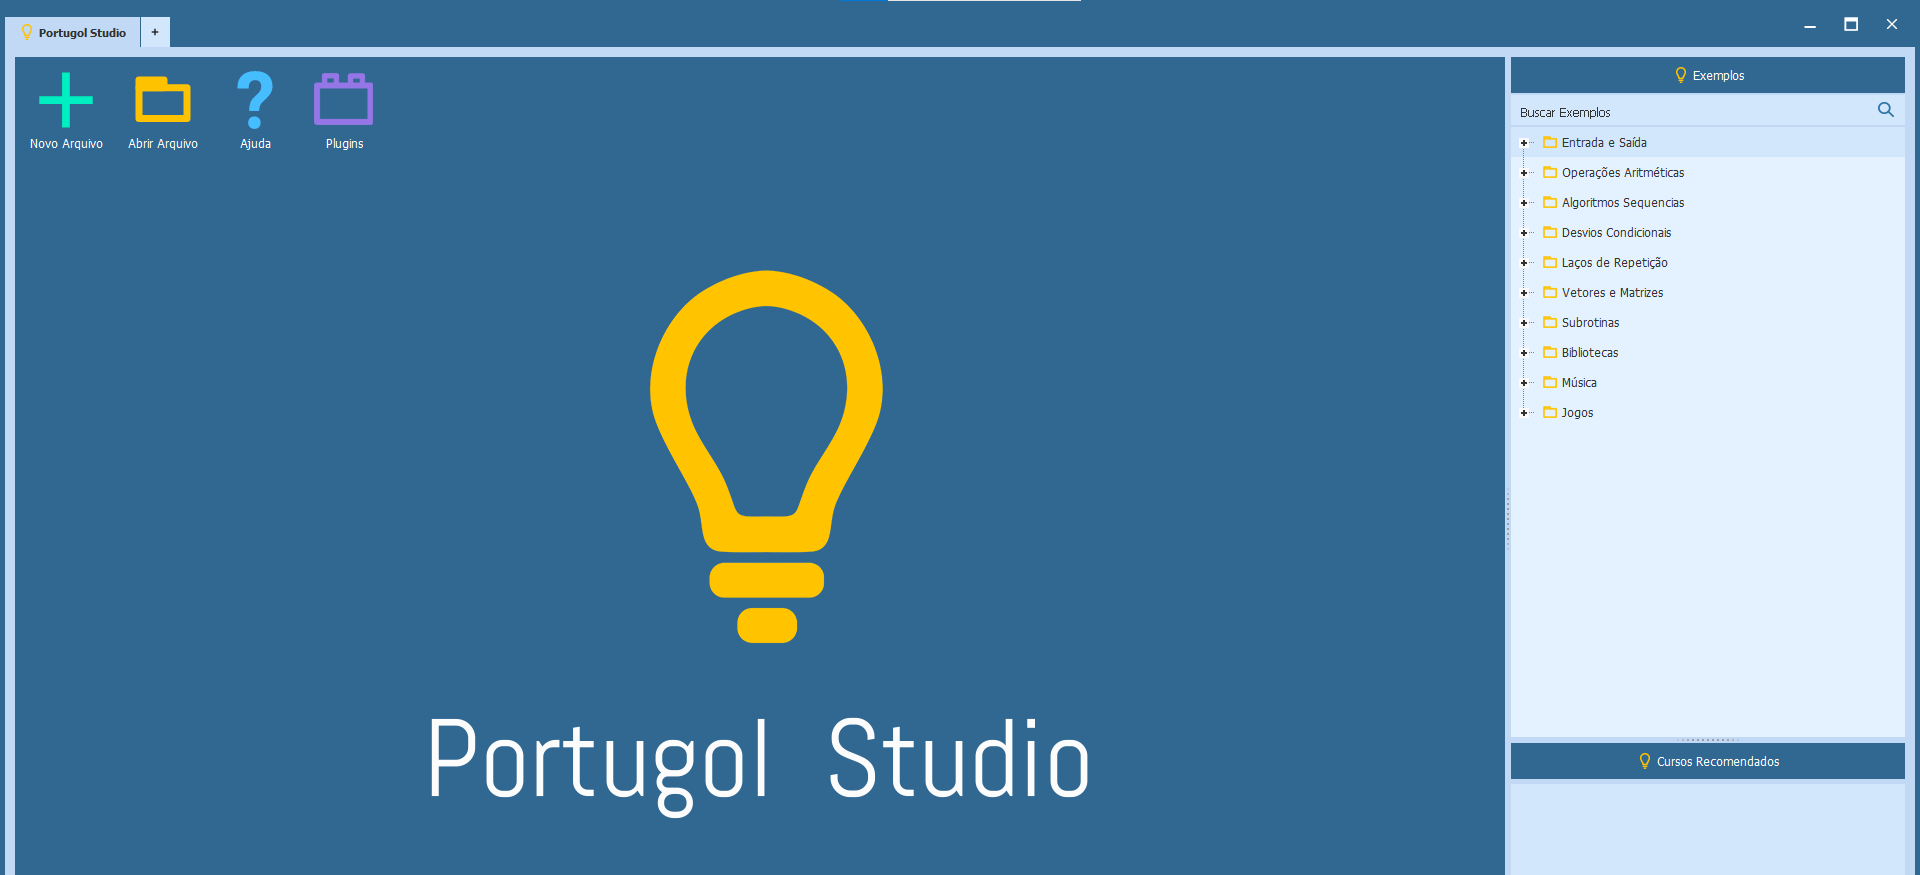 Portugol Studio
+
Novo Arquivo
Abrir Arquivo
Ajuda
Plugins
Portugol Studio
Exemplos
Buscar Exemplos
Entrada e Saída
Operações Aritméticas
Algoritmos Sequencias
Desvios Condicionais
Laços de Repetição
Vetores e Matrizes
Subrotinas
Bibliotecas
Música
Jogos
Cursos Recomendados